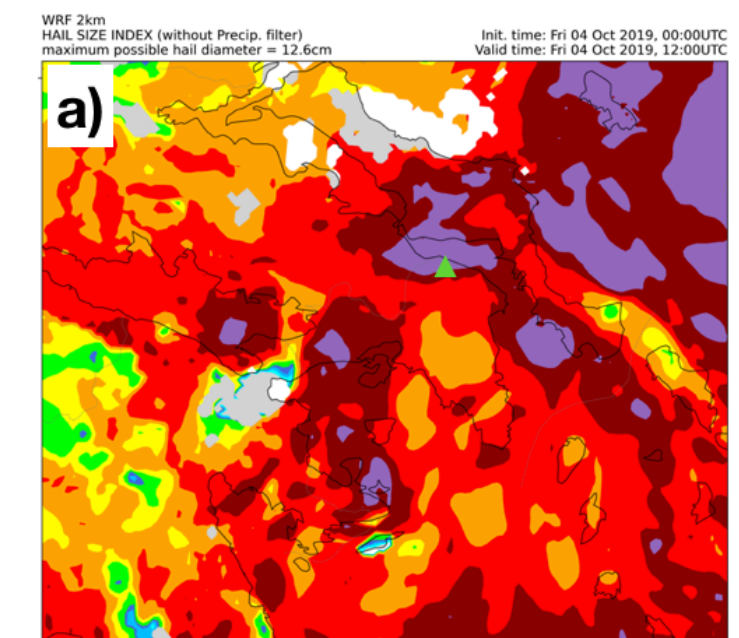 WRF 2km
HAIL SIZE INDEX (without Precip. filter)
Init. time: Fri 04 Oct 2019, 00:00UTC
maximum possible hail diameter = 12.6cm
Valid time: Fri 04 Oct 2019, 12:00UTC
a)